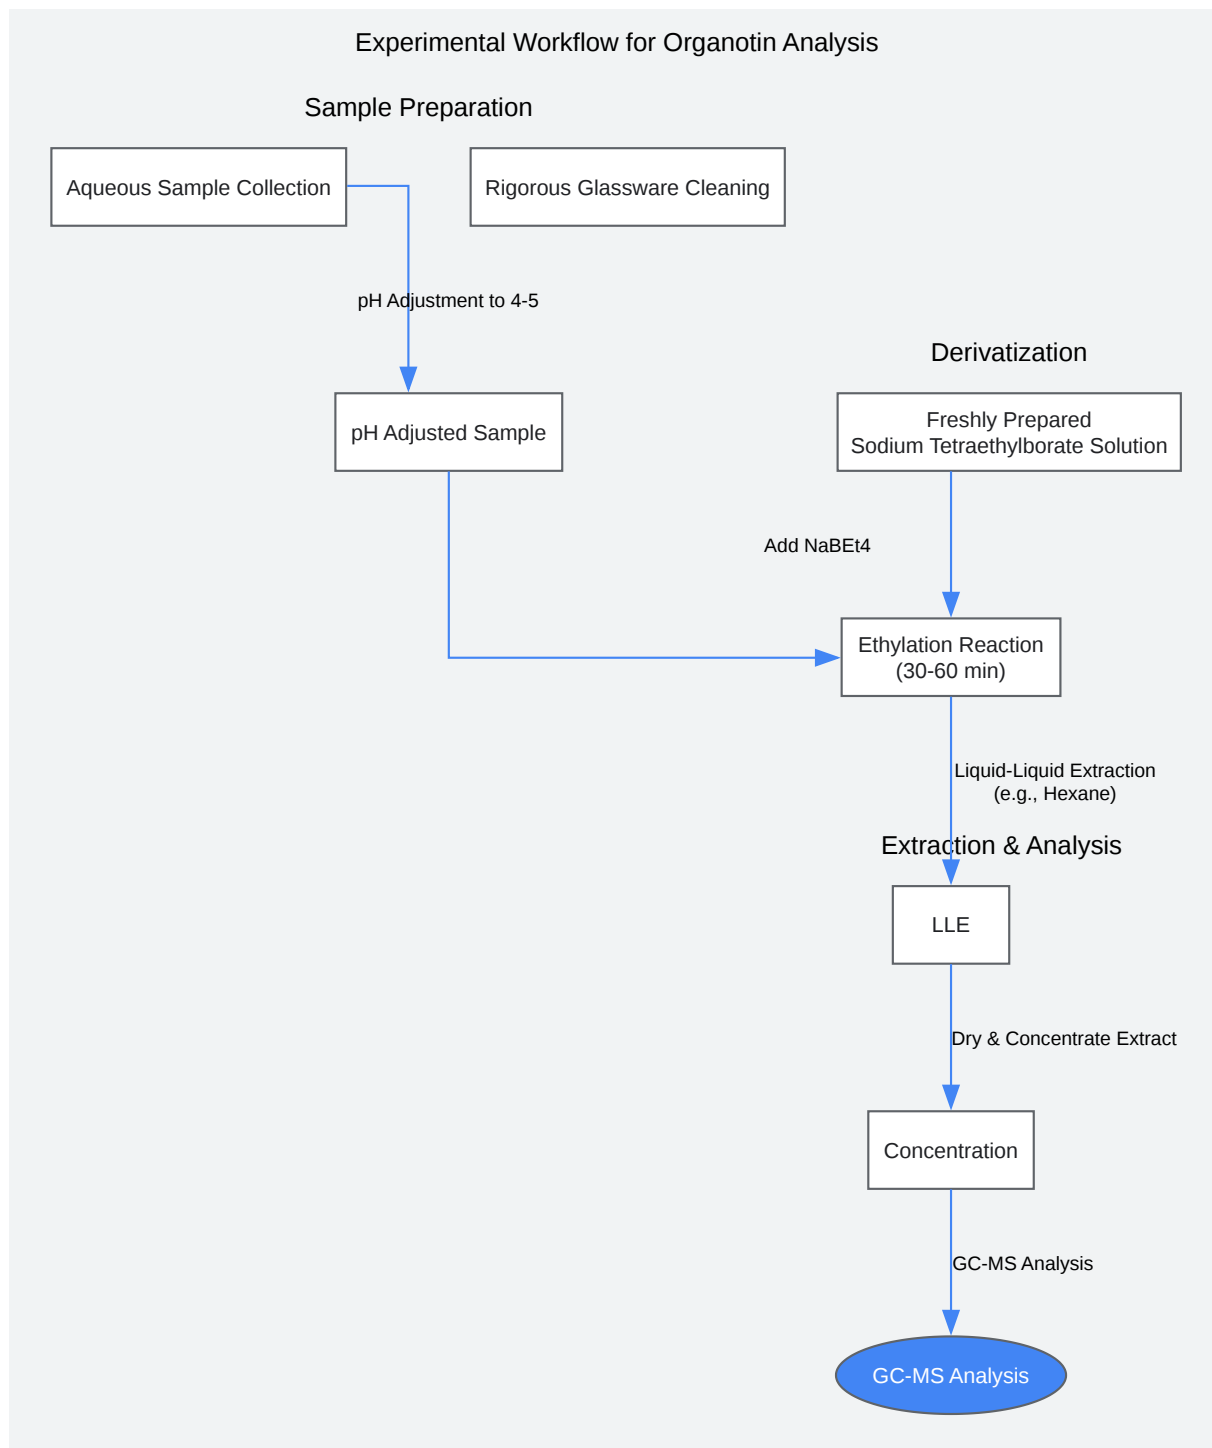 Experimental Workflow for Organotin Analysis
Sample Preparation
Aqueous Sample Collection
Rigorous Glassware Cleaning
pH Adjustment to 4-5
Derivatization
pH Adjusted Sample
Freshly Prepared
Sodium Tetraethylborate Solution
Add NaBEt4
Ethylation Reaction
(30-60 min)
Liquid-Liquid Extraction
(e.g., Hexane)
Extraction & Analysis
LLE
Dry & Concentrate Extract
Concentration
GC-MS Analysis
GC-MS Analysis